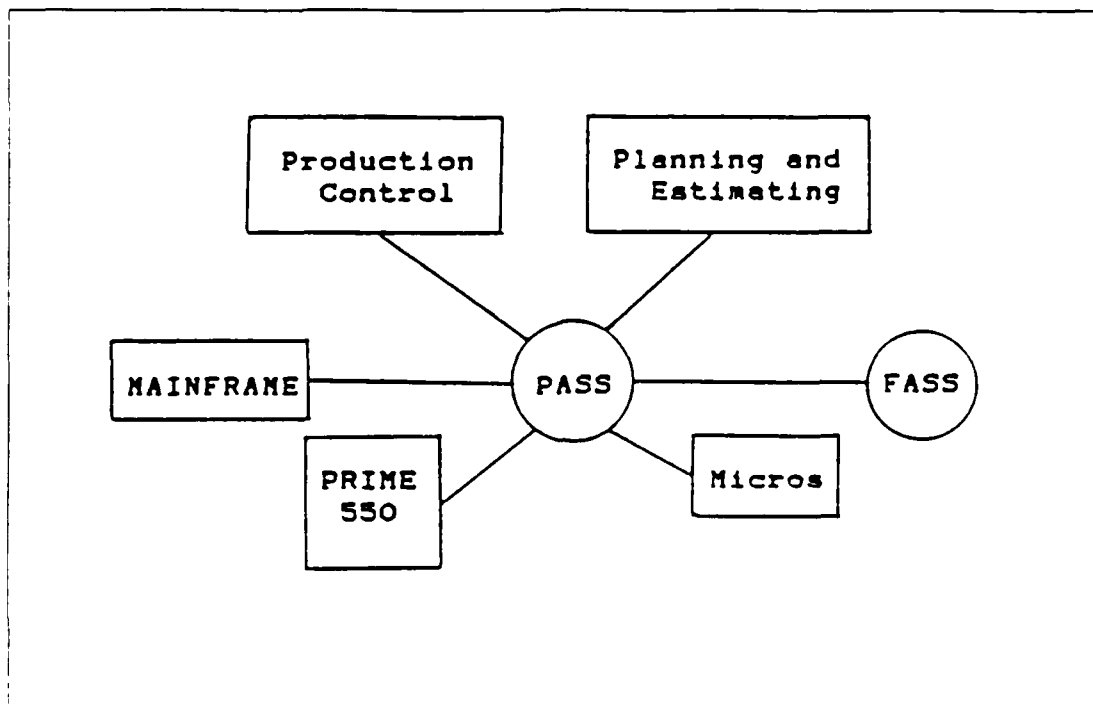 Production
Control
Planning and
Estimating
MAINFRAME
PASS
FASS
PRIME
550
Micros